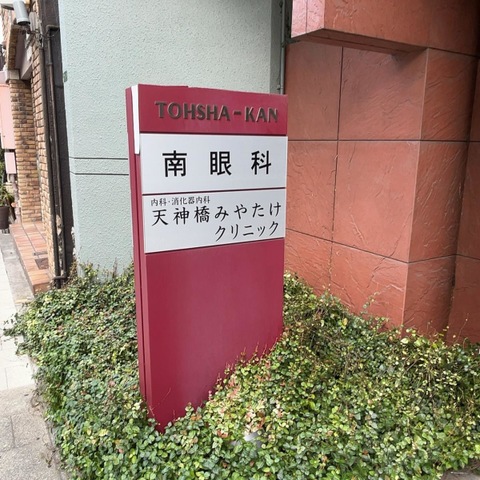 TOHSHA-KAN
南眼科
内科・消化器内科
天神橋みやたけ
クリニック